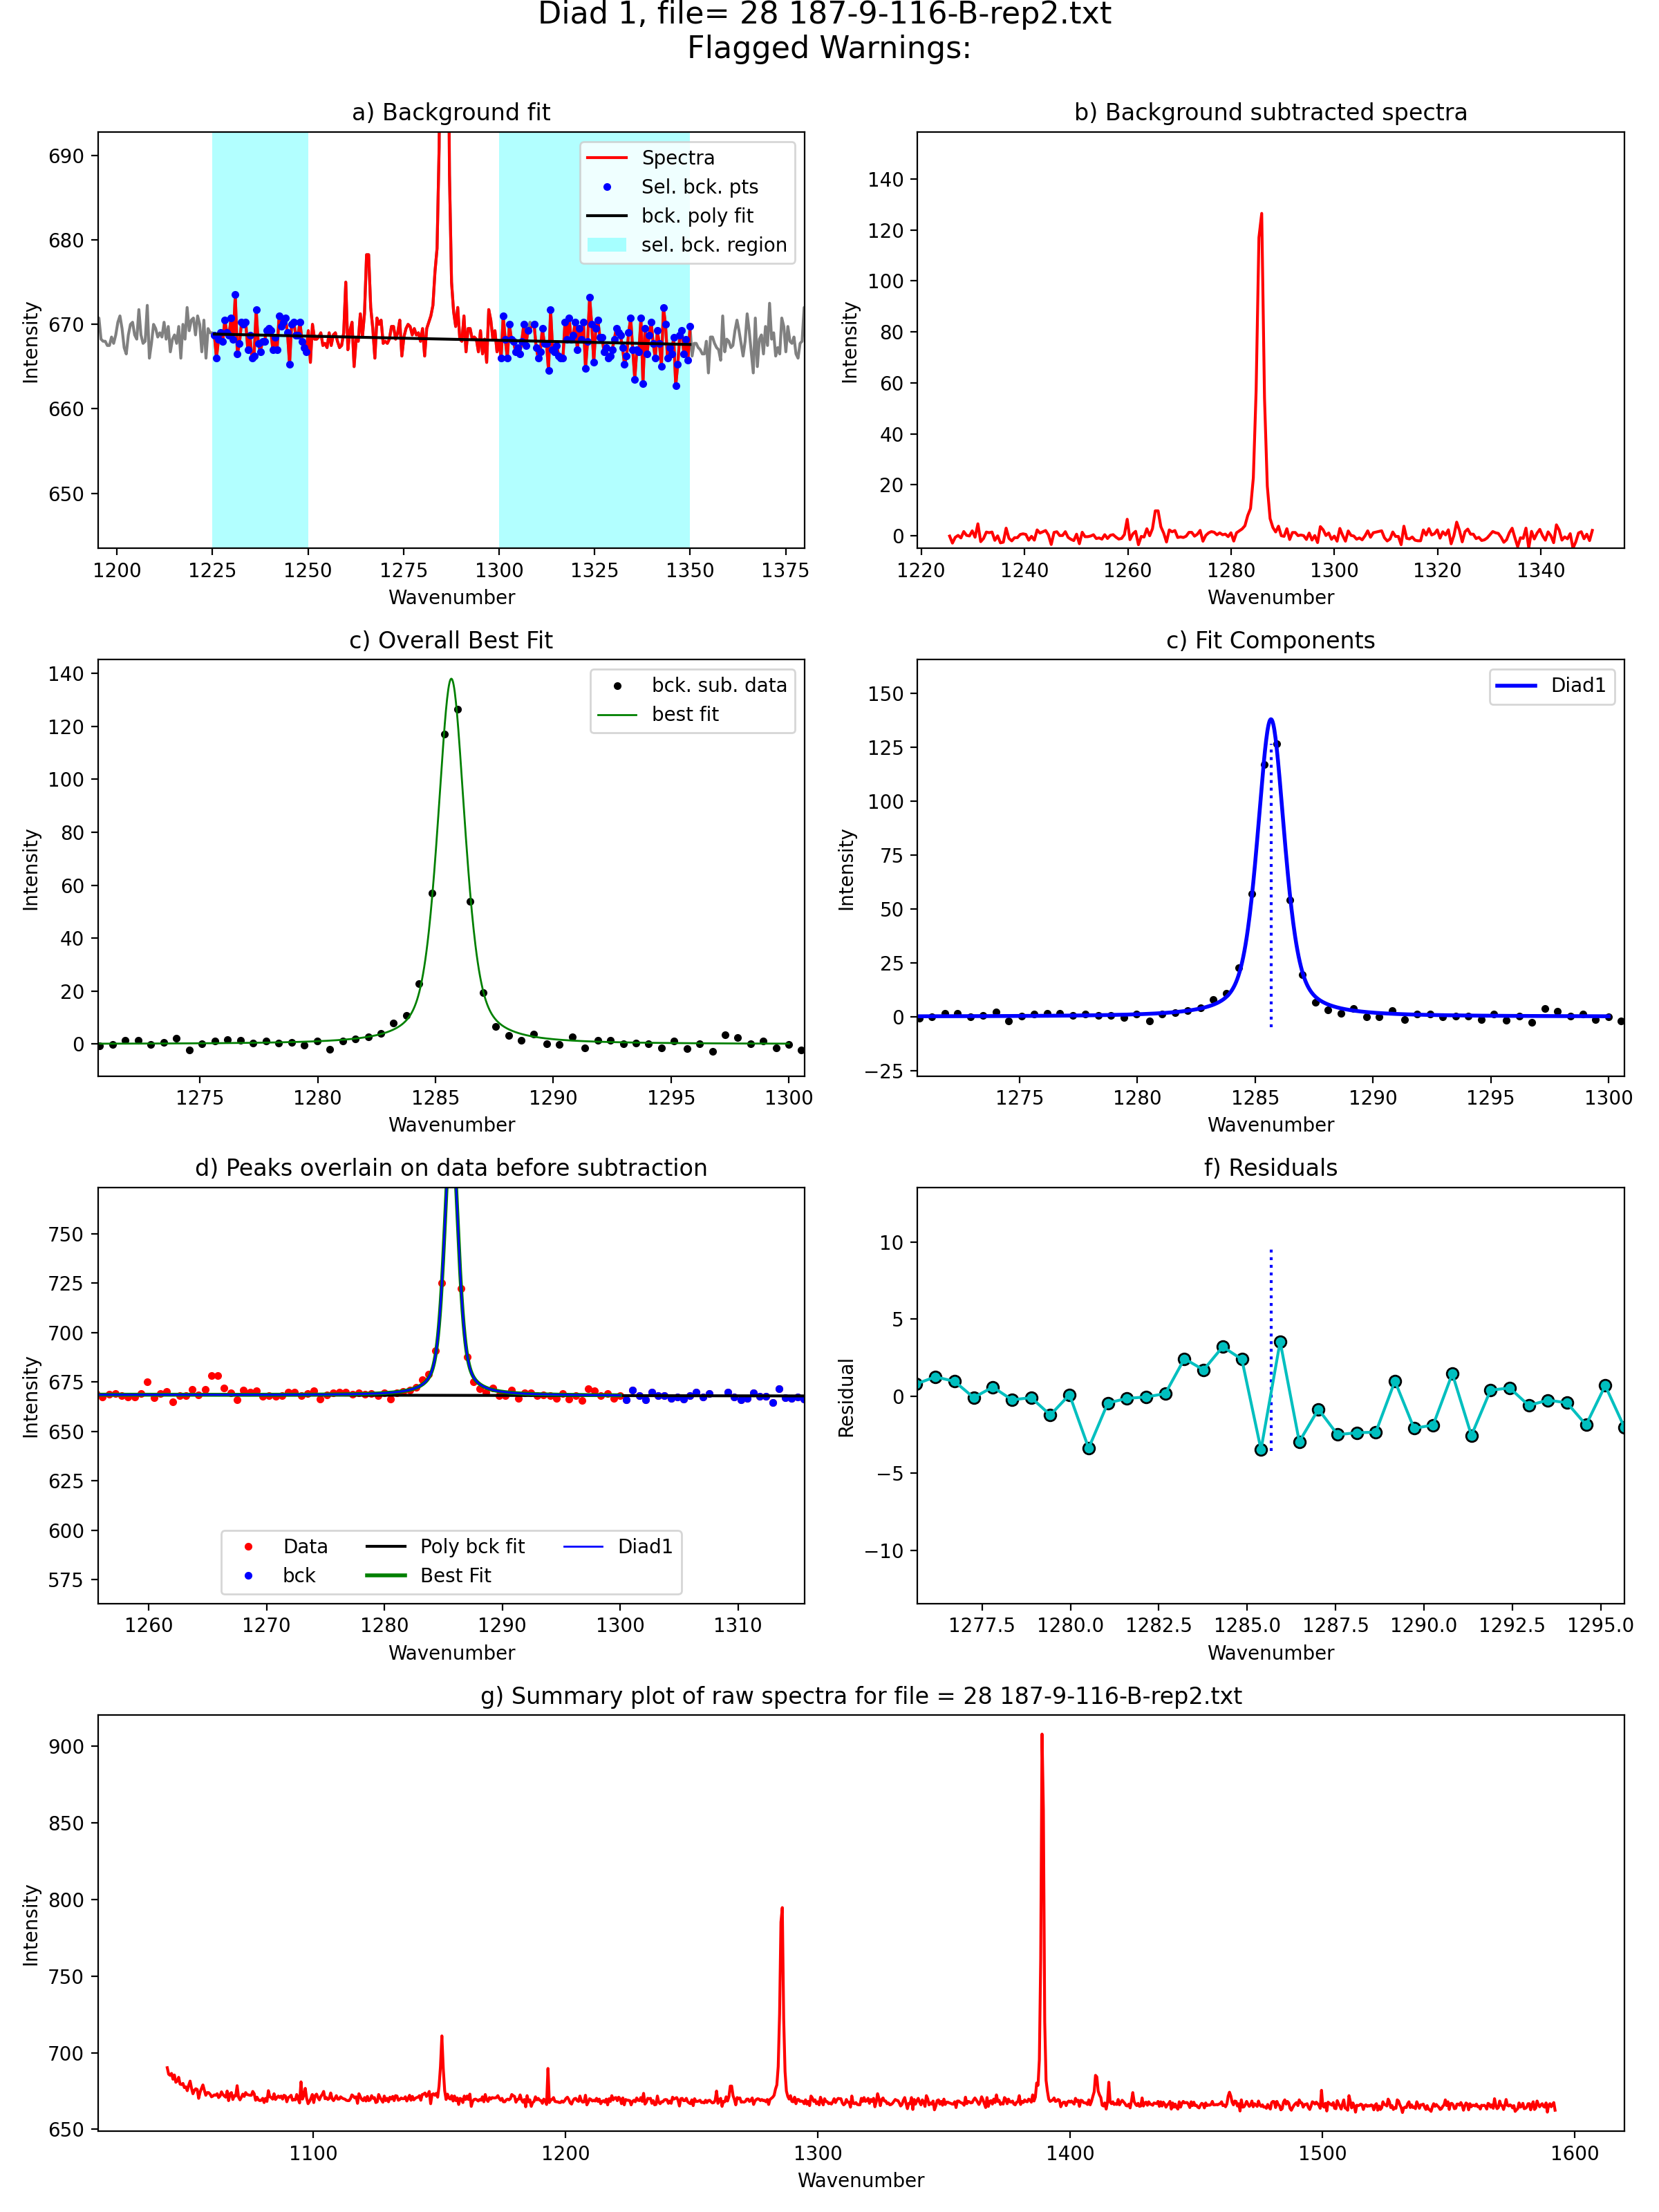 Diad 1, file= 28 187-9-116-B-rep2.txt
Flagged Warnings:
a) Background fit
690
680
670
660
650
Intensity
1200 1225 1250 1275 1300 1325 1350 1375
Wavenumber
Spectra
Sel. bck. pts
bck. poly fit
sel. bck. region
b) Background subtracted spectra
140
120
100
80
60
40
20
0
Intensity
1220 1240 1260 1280 1300 1320 1340
Wavenumber
c) Overall Best Fit
140
120
100
80
60
40
20
0
Intensity
1275 1280 1285 1290 1295 1300
Wavenumber
bck. sub. data
best fit
c) Fit Components
150
125
100
75
50
25
0
−25
Intensity
1275 1280 1285 1290 1295 1300
Wavenumber
Diad1
d) Peaks overlain on data before subtraction
750
725
700
675
650
625
600
575
Intensity
1260 1270 1280 1290 1300 1310
Wavenumber
Data Poly bck fit Diad1
bck Best Fit
f) Residuals
10
5
0
−5
−10
Residual
1277.5 1280.0 1282.5 1285.0 1287.5 1290.0 1292.5 1295.0
Wavenumber
g) Summary plot of raw spectra for file = 28 187-9-116-B-rep2.txt
900
850
800
750
700
650
Intensity
1100 1200 1300 1400 1500 1600
Wavenumber